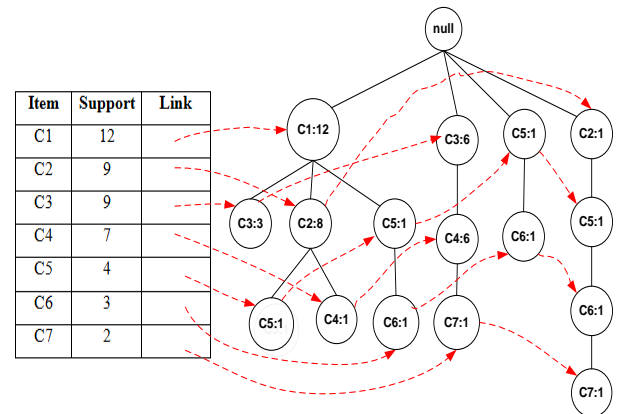 null
Item Support Link
C1 12
C2 9
C3 9
C4 7
C5 4
C6 3
C7 2
C1:12
C3:6
C5:1
C2:1
C3:3
C2:8
C5:1
C4:6
C6:1
C5:1
C5:1
C4:1
C6:1
C7:1
C6:1
C7:1